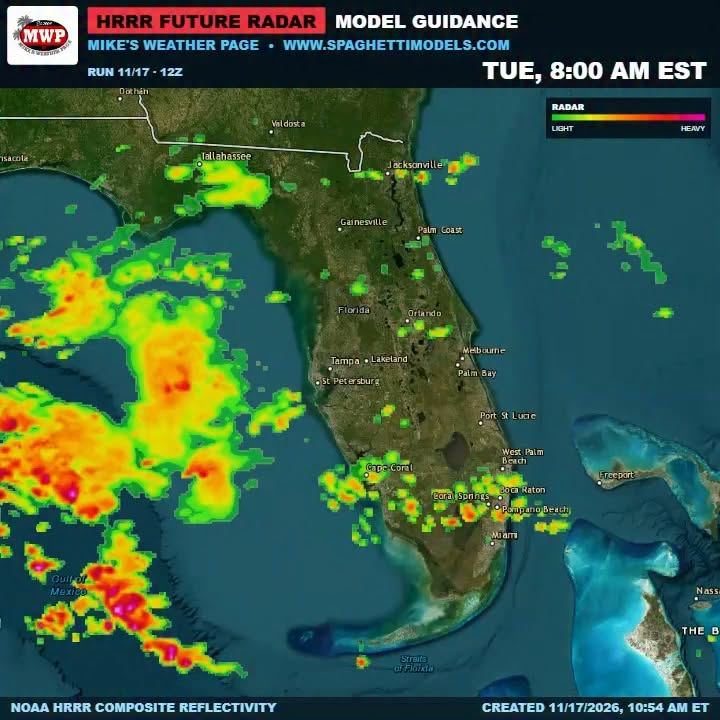 MWP
HRRR FUTURE RADAR MODEL GUIDANCE
MIKE'S WEATHER PAGE • WWW.SPAGHETTIMODELS.COM
RUN 11/17 - 12Z
TUE, 8:00 AM EST
RADAR
LIGHT HEAVY
Dothan
Valdosta
nsacola
Tallahassee
Jacksonville
Gainesville
Palm Coast
Florida
Orlando
Melbourne
Tampa
Lakeland
Palm Bay
St Petersburg
Port St Lucie
West Palm
Beach
Cape Coral
Freeport
Coral Springs
Boca Raton
Pompano Beach
Miami
Gulf of
Mexico
Nass
THE B
Straits
of Florida
NOAA HRRR COMPOSITE REFLECTIVITY
CREATED 11/17/2026, 10:54 AM ET